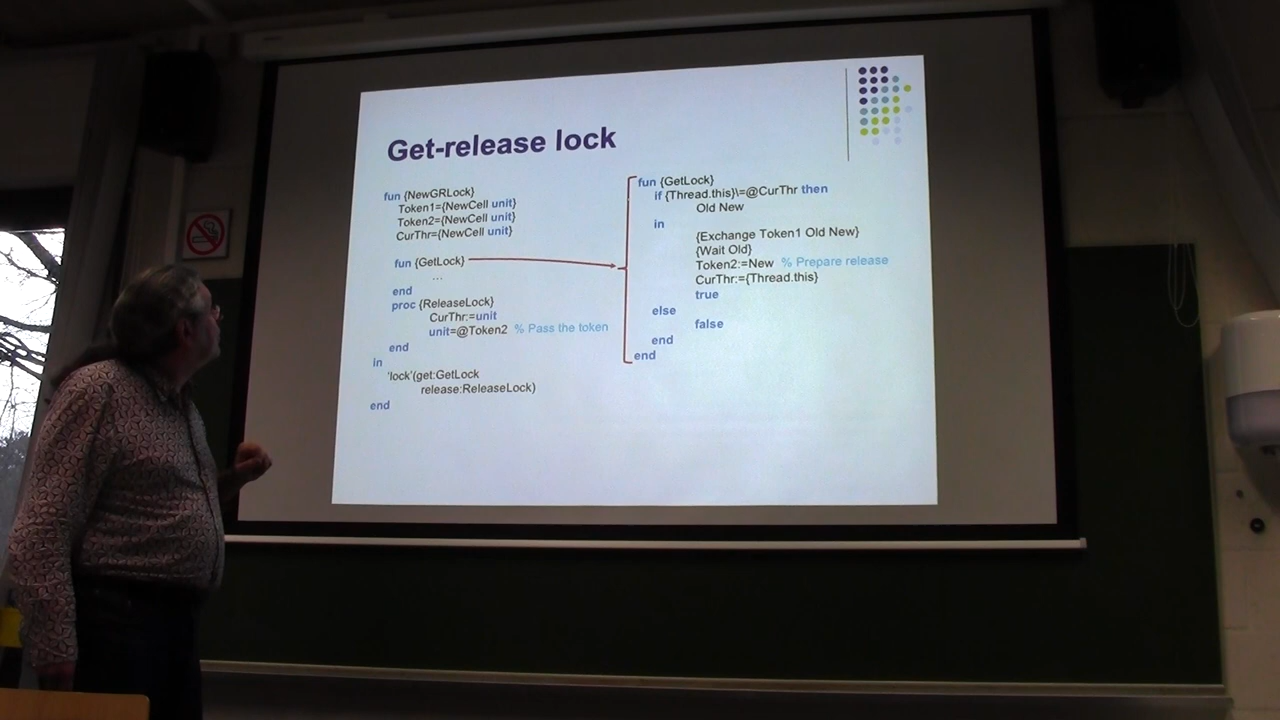 Get-release lock
fun {NewGRLock}
Token1={NewCell unit}
Token2={NewCell unit}
CurThr={NewCell unit}
fun {GetLock}
...
end
proc {ReleaseLock}
CurThr:=unit
unit=@Token2 % Pass the token
end
in
'lock'(get:GetLock
release:ReleaseLock)
end
fun {GetLock}
if {Thread.this}\=@CurThr then
Old New
in
{Exchange Token1 Old New}
{Wait Old}
Token2:=New % Prepare release
CurThr:={Thread.this}
true
else
false
end
end